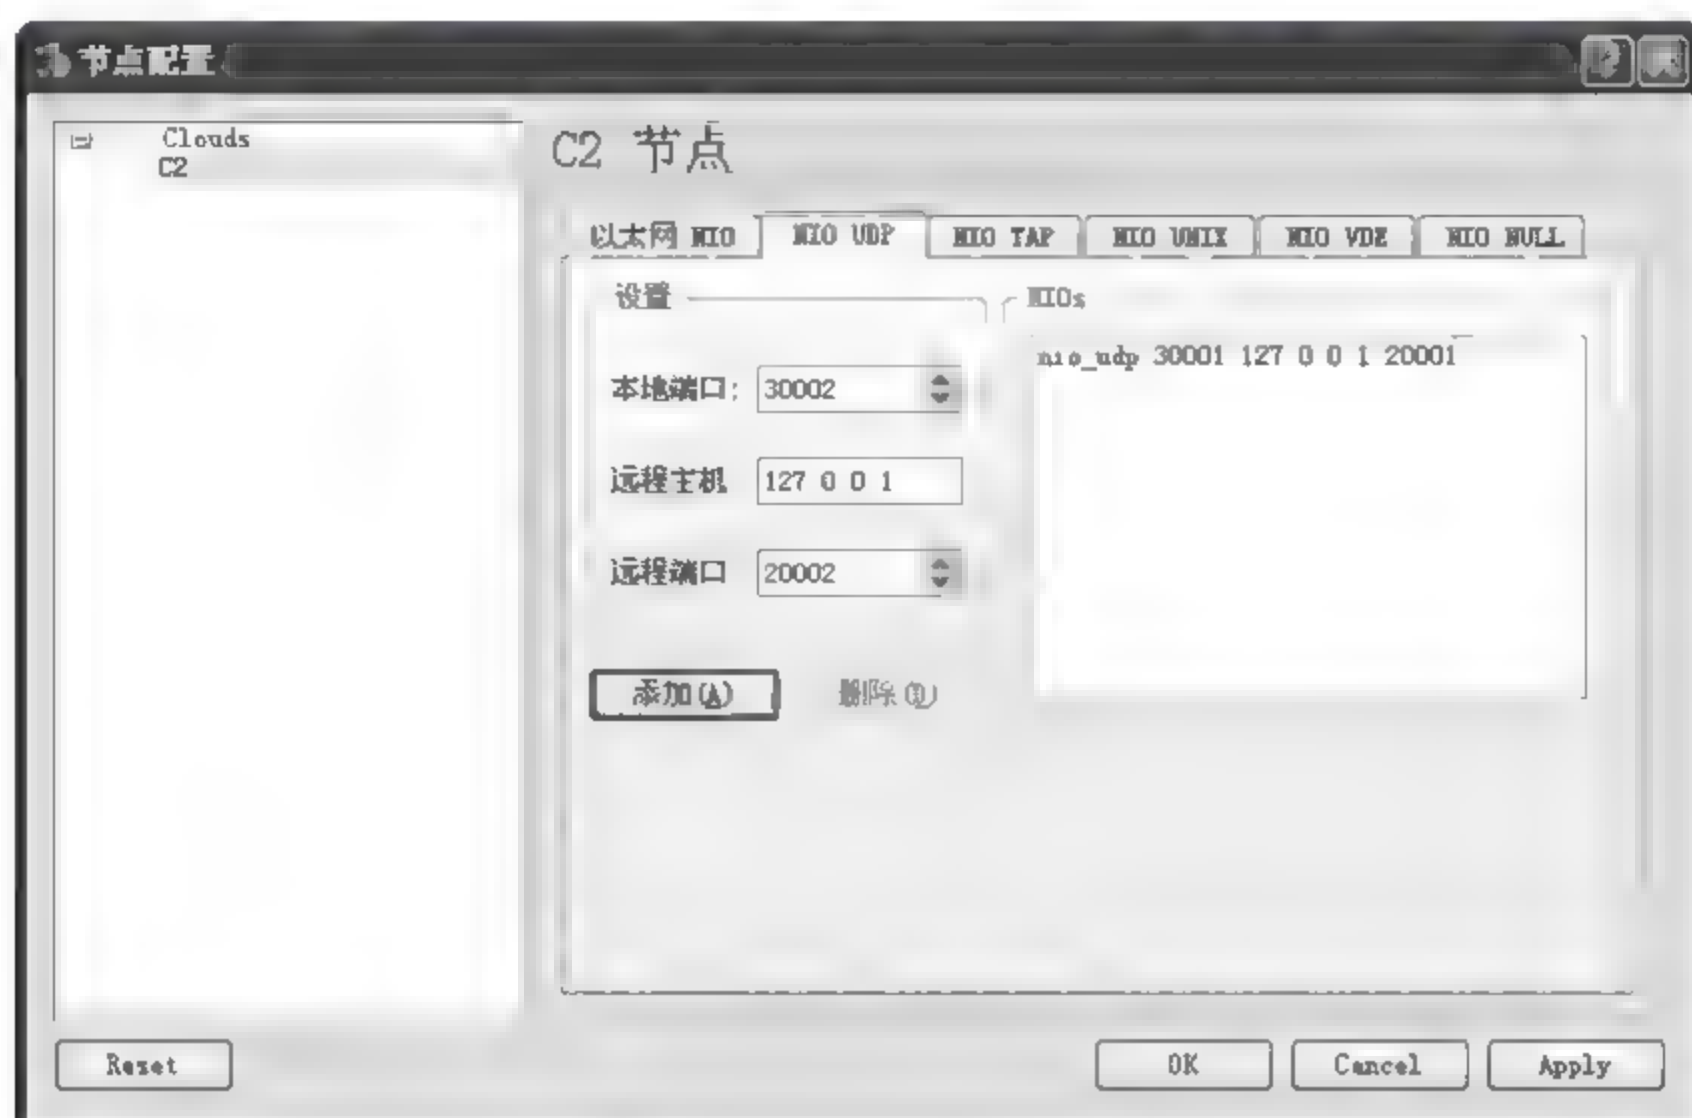 节点配置
Clouds
C2
C2 节点
以太网 NIO
NIO UDP
NIO TAP
NIO UNIX
NIO VDE
NIO NULL
设置
本地端口: 30002
远程主机 127 0 0 1
远程端口 20002
添加(A)
删除(D)
NIOs
nio_udp 30001 127 0 0 1 20001
Reset
OK
Cancel
Apply